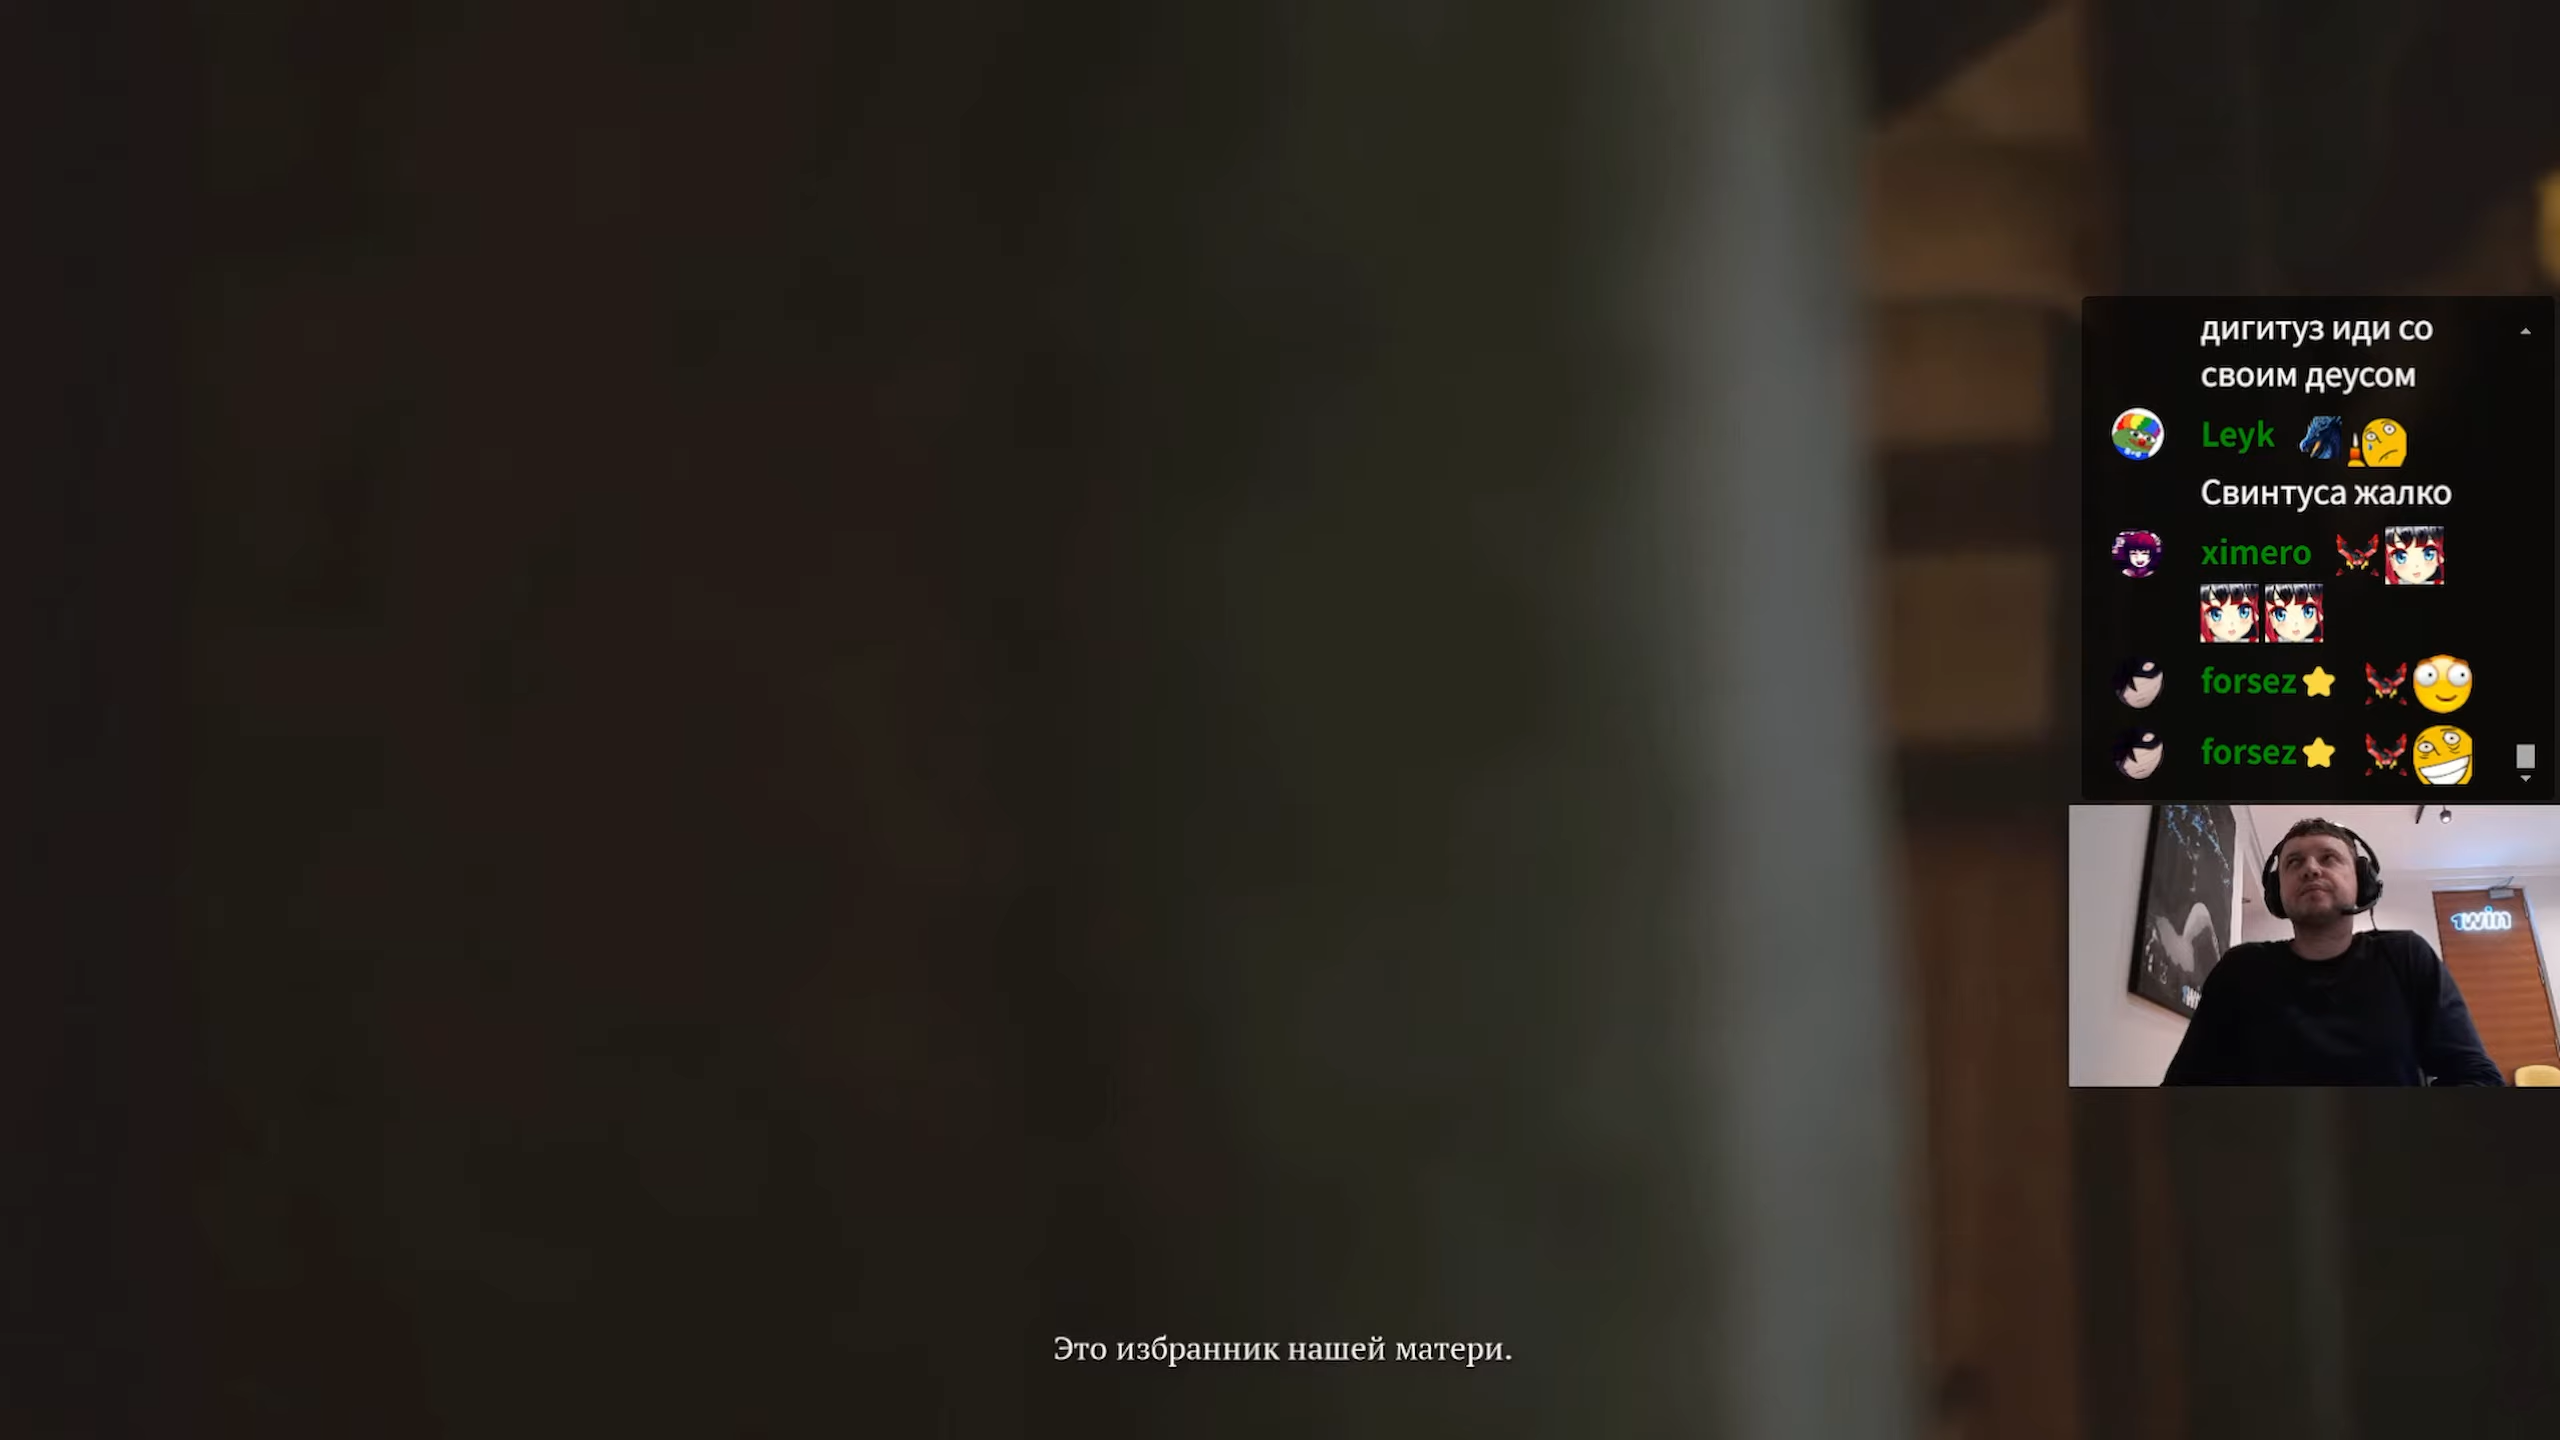 дигитуз иди со
своим деусом
Leyk
Свинтуса жалко
ximero
forsez
forsez
1win
Это избранник нашей матери.